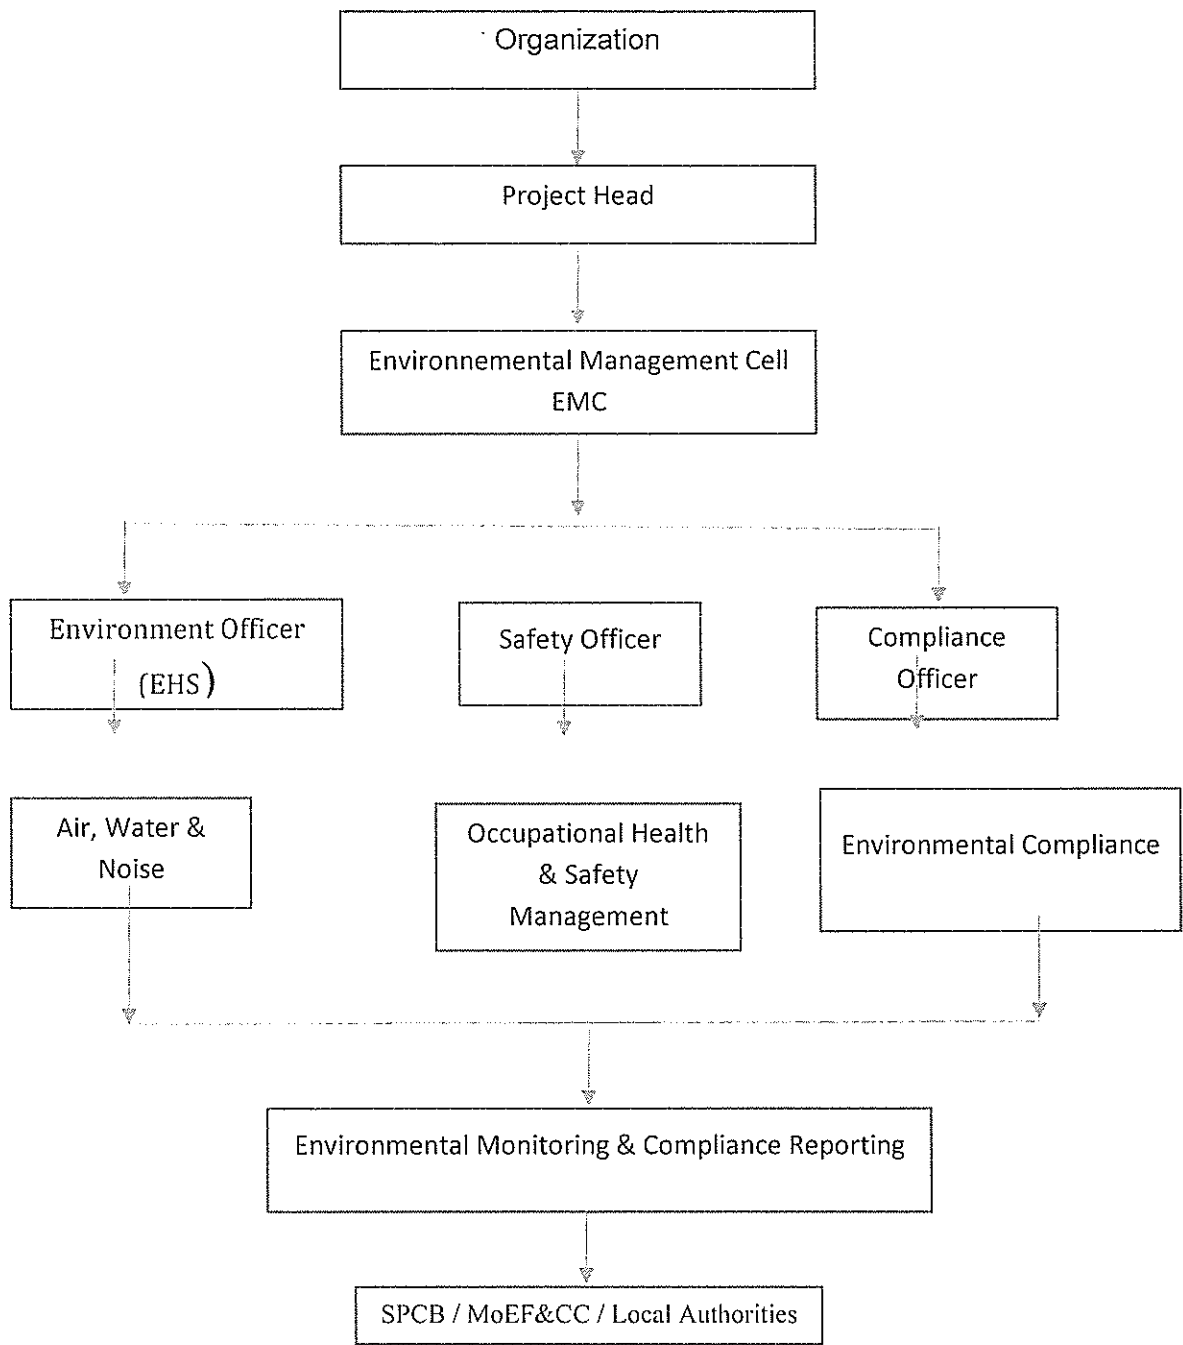 Organization
Project Head
Environnemental Management Cell
EMC
Environment Officer
(EHS)
Safety Officer
Compliance
Officer
Air, Water &
Noise
Occupational Health
& Safety
Management
Environmental Compliance
Environmental Monitoring & Compliance Reporting
SPCB / MoEF&CC / Local Authorities